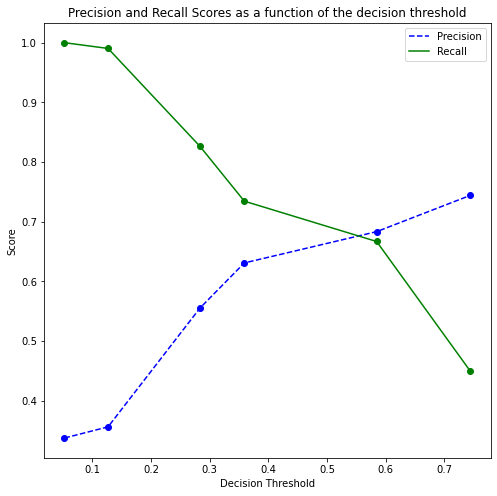 Precision and Recall Scores as a function of the decision threshold
Precision
Recall
1.0
0.9
0.8
0.7
0.6
0.5
0.4
Score
0.1 0.2 0.3 0.4 0.5 0.6 0.7
Decision Threshold